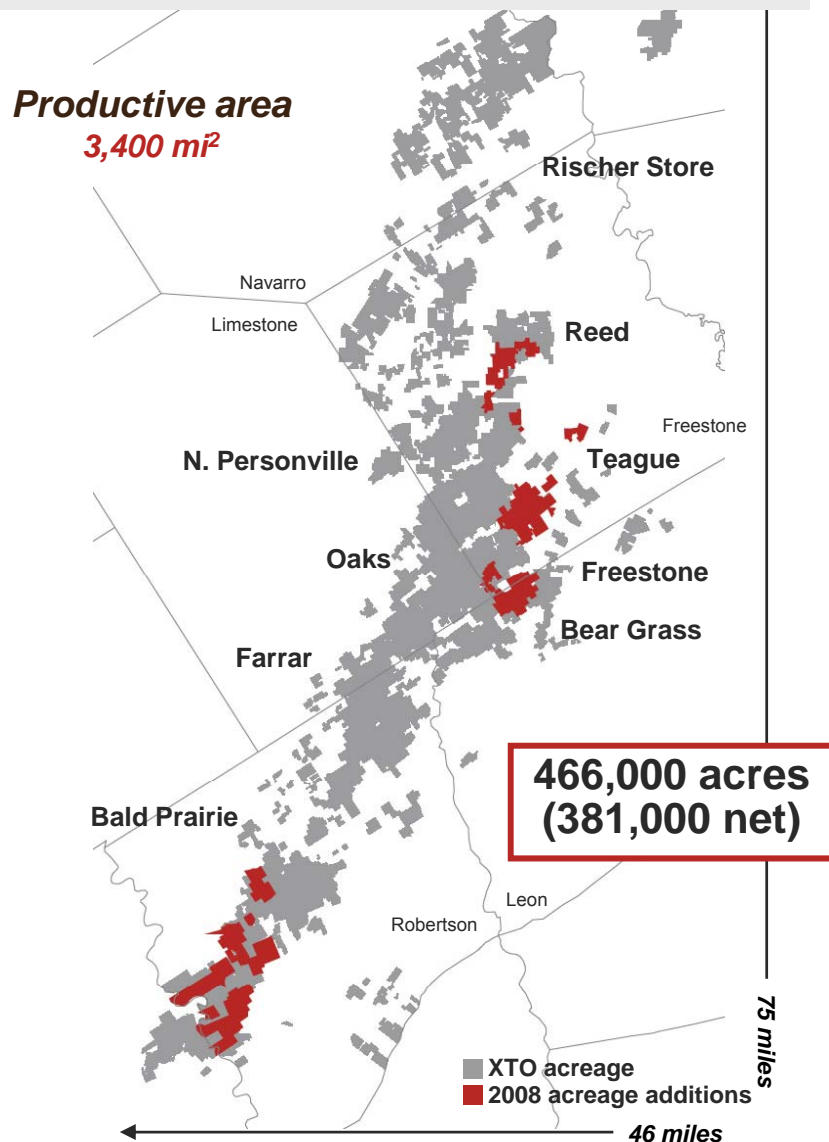 Productive area
3,400 mi²
Rischer Store
Navarro
Limestone
Reed
Freestone
N. Personville
Teague
Oaks
Freestone
Bear Grass
Farrar
466,000 acres
(381,000 net)
Bald Prairie
Leon
Robertson
75 miles
XTO acreage
2008 acreage additions
46 miles